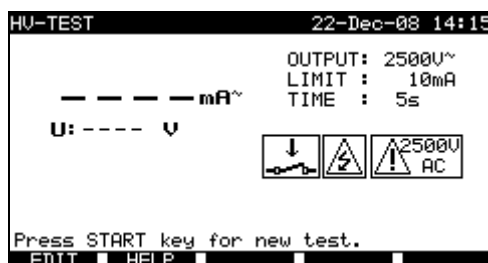 HV-TEST 22-Dec-08 14:15
OUTPUT: 2500V~
LIMIT : 10mA
TIME : 5s
– – – – mA~
U: ---- V
2500V
AC
Press START key for new test.
EDIT HELP